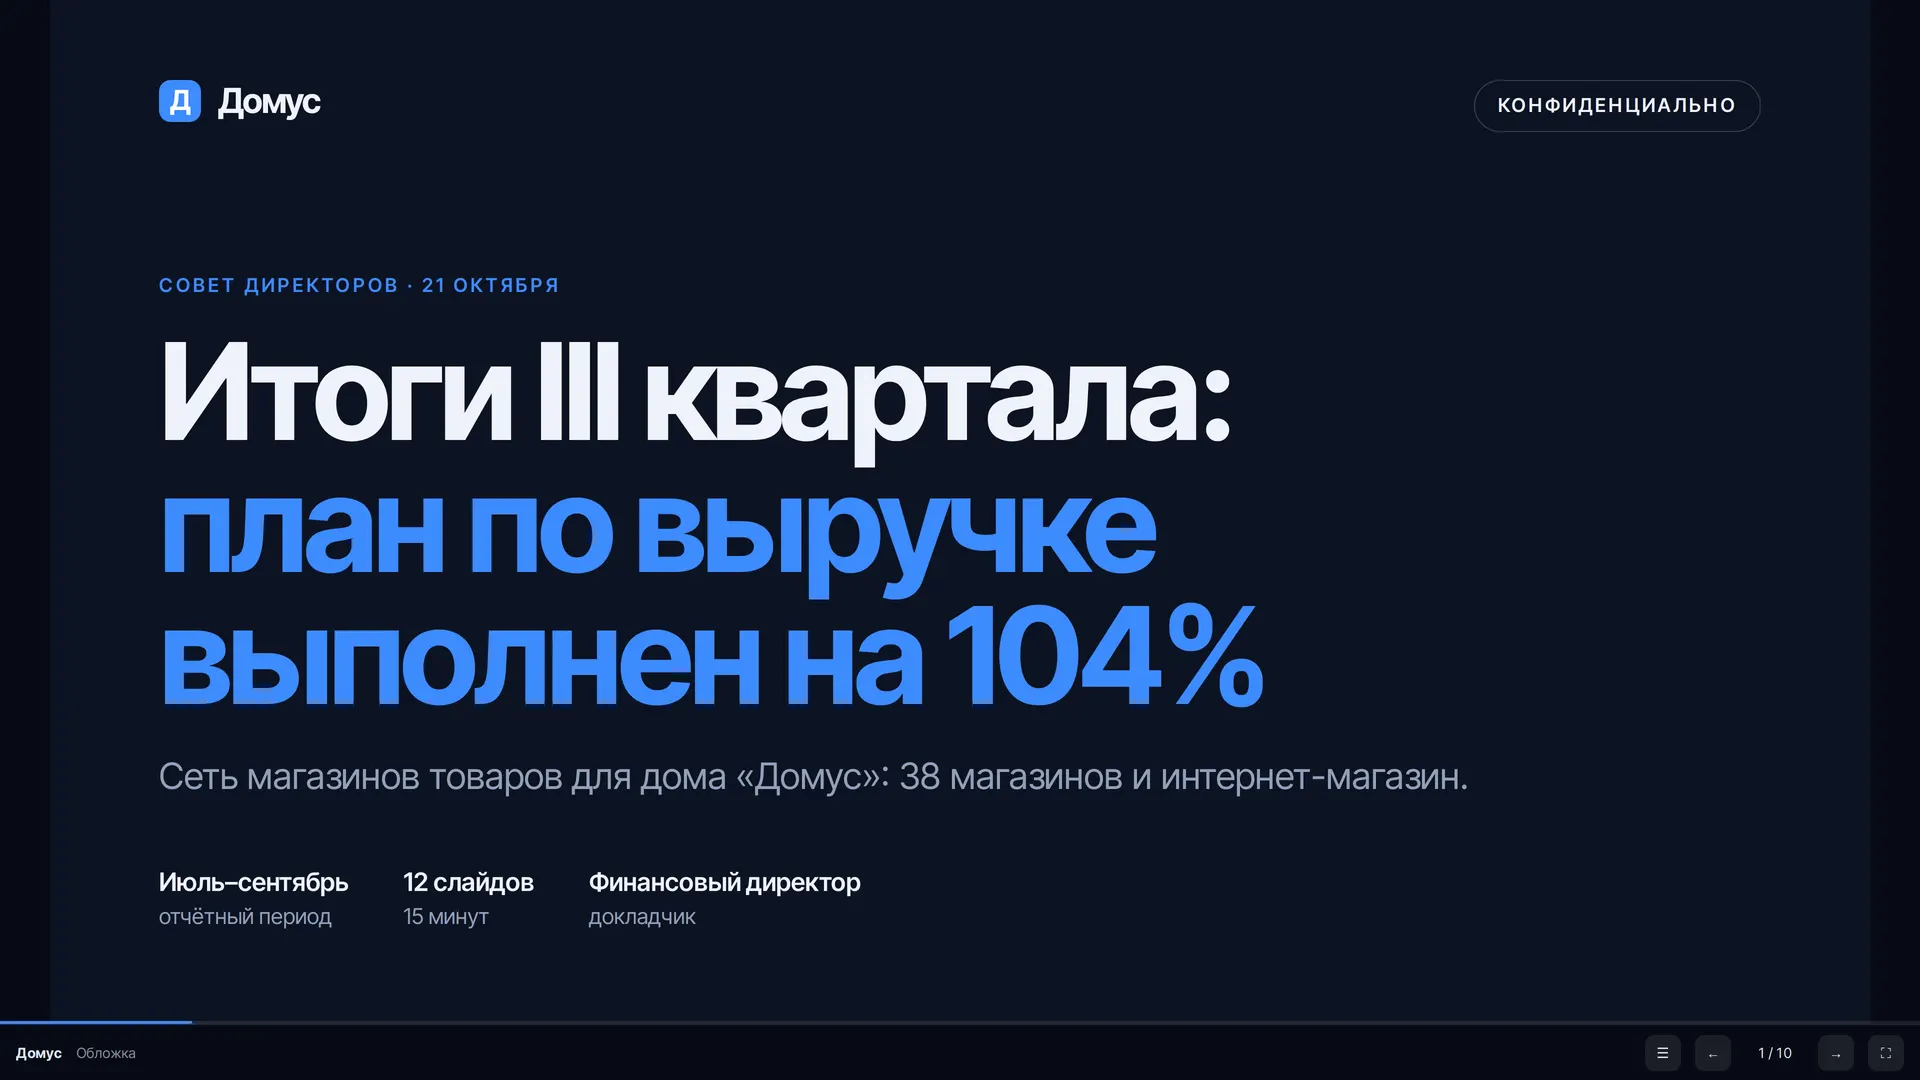 Д Домус
КОНФИДЕНЦИАЛЬНО
СОВЕТ ДИРЕКТОРОВ · 21 ОКТЯБРЯ
Итоги III квартала:
план по выручке
выполнен на 104%
Сеть магазинов товаров для дома «Домус»: 38 магазинов и интернет-магазин.
Июль–сентябрь
отчётный период
12 слайдов
15 минут
Финансовый директор
докладчик
Домус Обложка
1 / 10